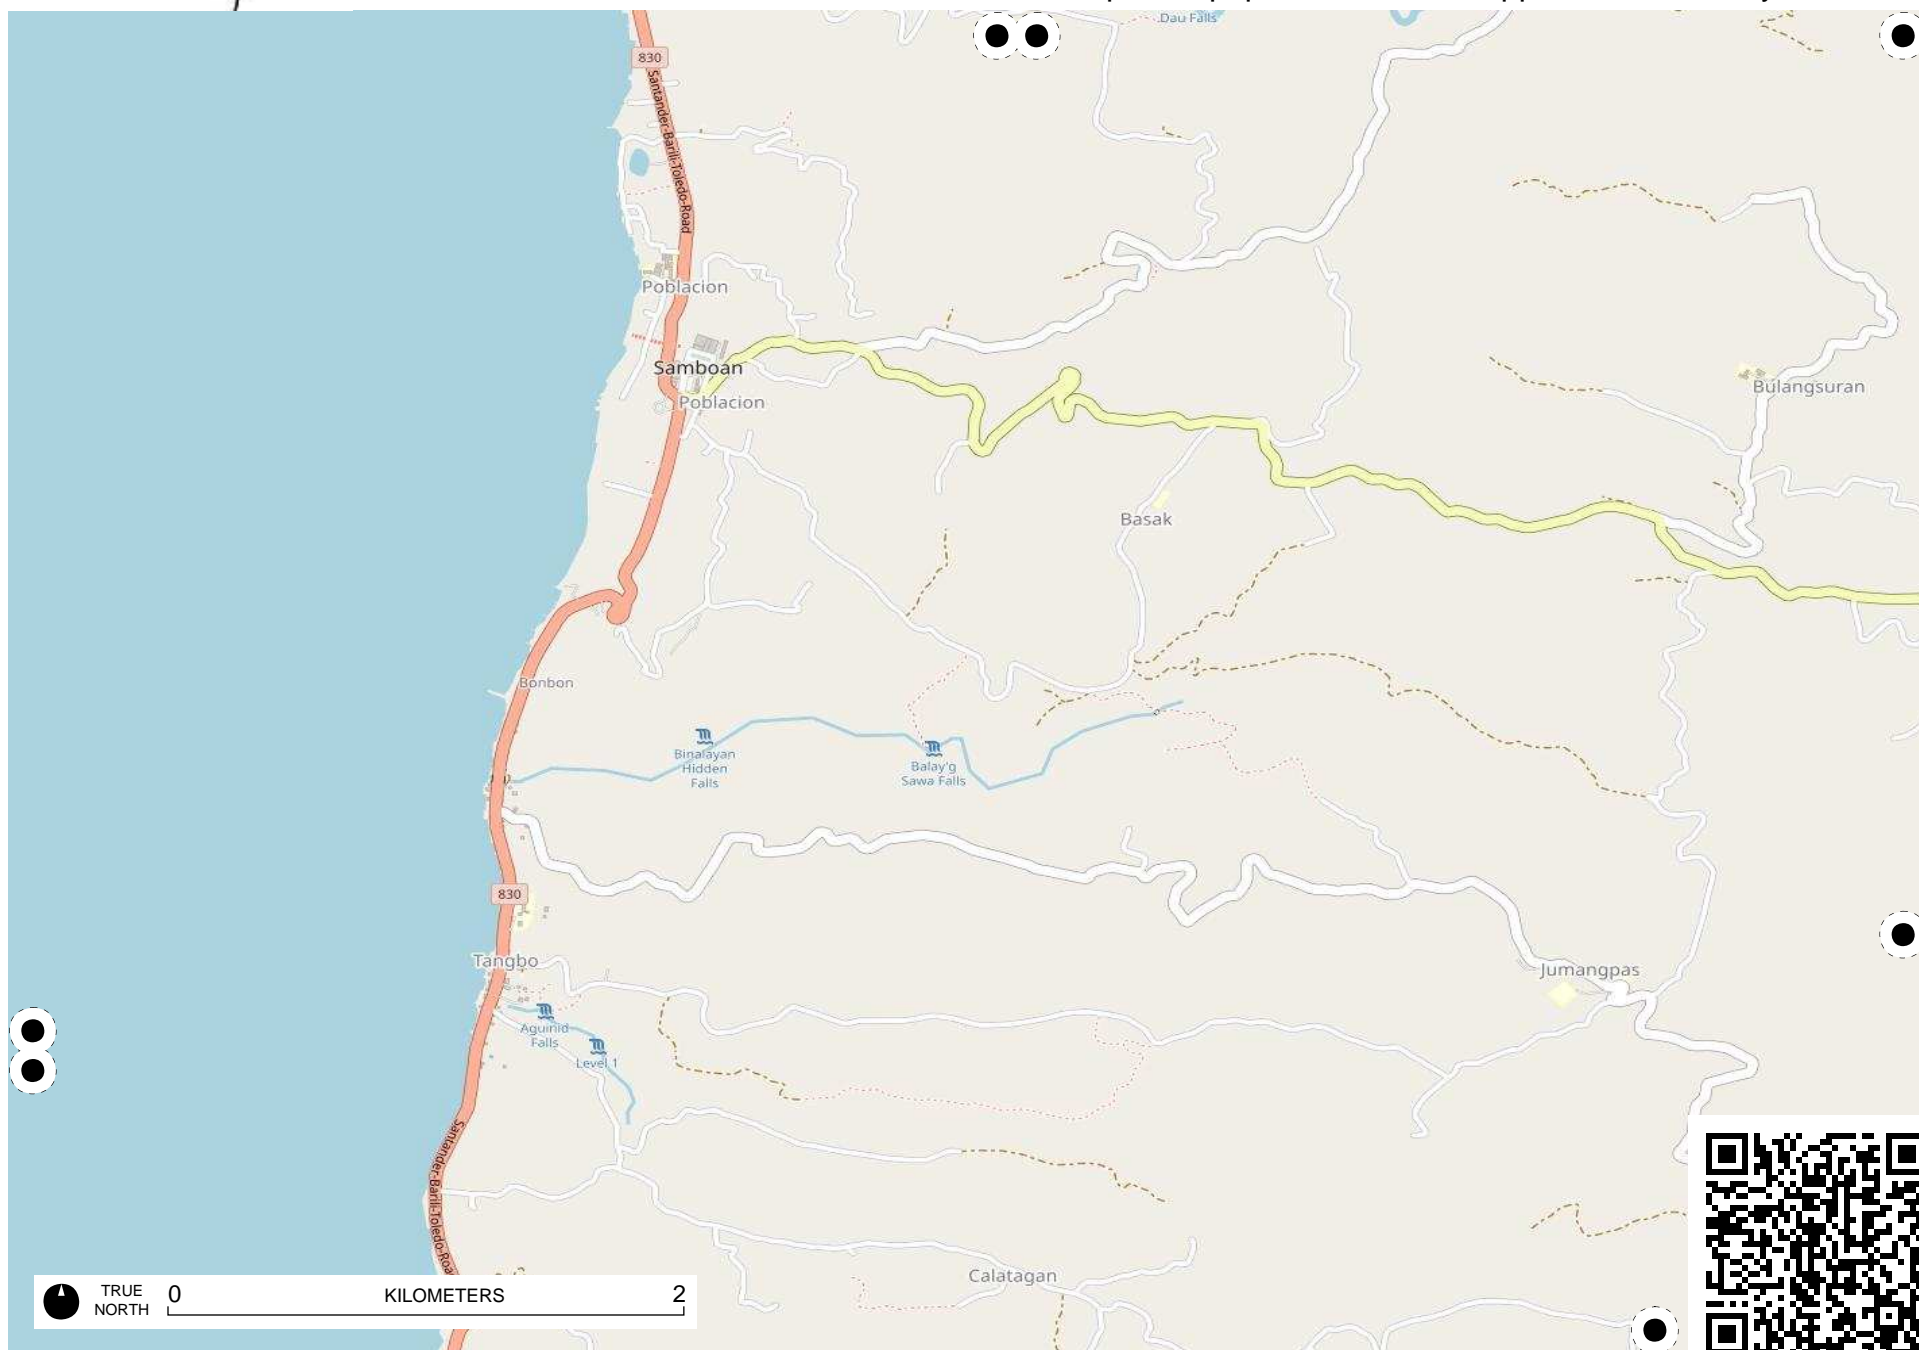 Dau Falls
830
Santander-Barili-Toledo-Road
Poblacion
Samboan
Poblacion
Bulangsuran
Basak
Bonbon
Binalayan
Hidden
Falls
Balay'g
Sawa Falls
830
Tangbo
Jumangpas
Aguinid
Falls
Level 1
Santander-Barili-Toledo-Road
Calatagan
TRUE
NORTH
0
KILOMETERS
2